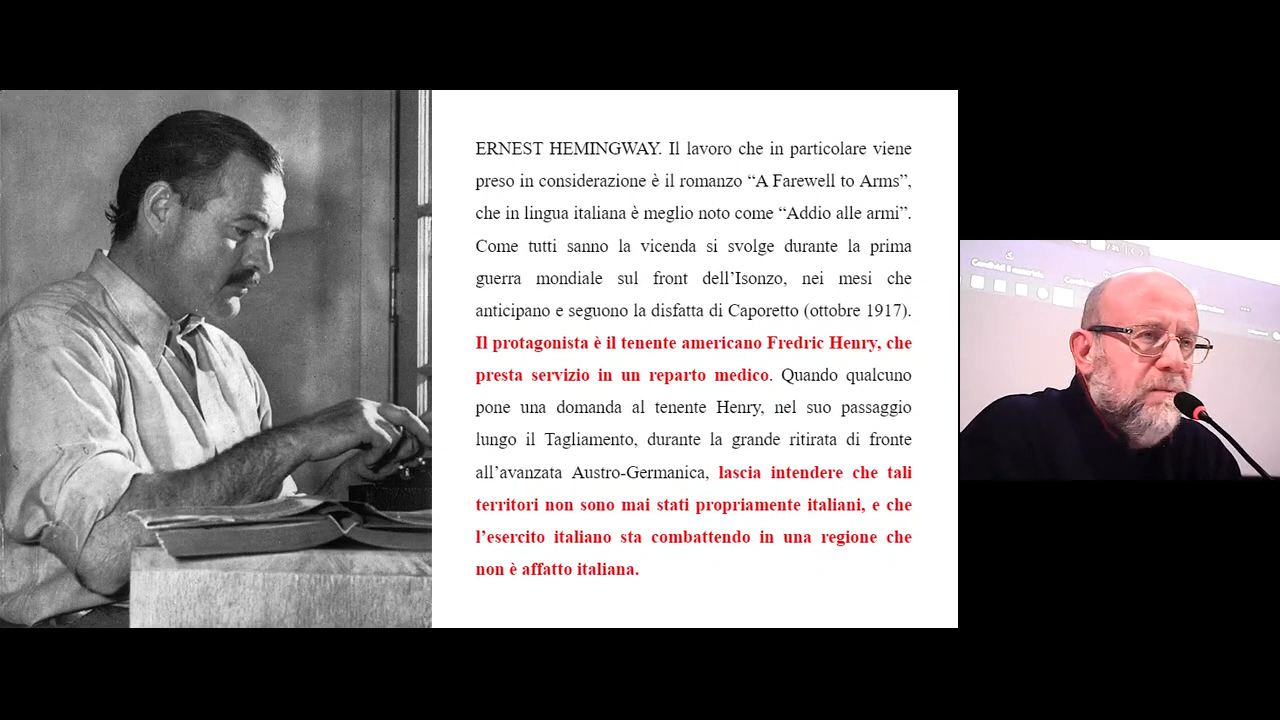 ERNEST HEMINGWAY. Il lavoro che in particolare viene
preso in considerazione è il romanzo “A Farewell to Arms”,
che in lingua italiana è meglio noto come “Addio alle armi”.
Come tutti sanno la vicenda si svolge durante la prima
guerra mondiale sul front dell’Isonzo, nei mesi che
anticipano e seguono la disfatta di Caporetto (ottobre 1917).
Il protagonista è il tenente americano Fredric Henry, che
presta servizio in un reparto medico. Quando qualcuno
pone una domanda al tenente Henry, nel suo passaggio
lungo il Tagliamento, durante la grande ritirata di fronte
all’avanzata Austro-Germanica, lascia intendere che tali
territori non sono mai stati propriamente italiani, e che
l’esercito italiano sta combattendo in una regione che
non è affatto italiana.